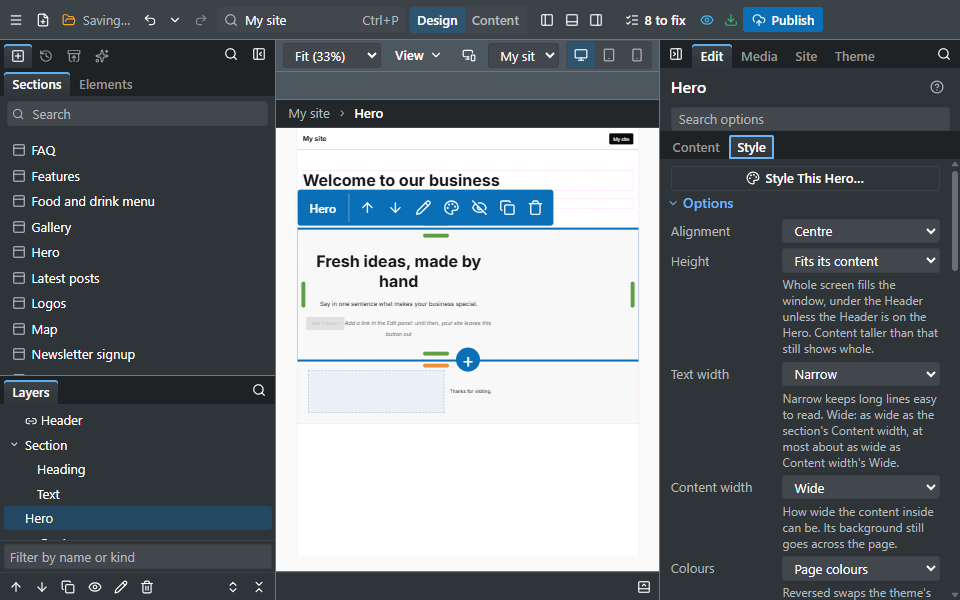 Saving...
My site
Ctrl+P
Design
Content
8 to fix
Publish
Sections
Elements
Search
FAQ
Features
Food and drink menu
Gallery
Hero
Latest posts
Logos
Map
Newsletter signup
Layers
Header
Section
Heading
Text
Hero
Filter by name or kind
Fit (33%)
View
My sit
My site › Hero
My site
My site
Welcome to our business
Hero
Fresh ideas, made by
hand
Say in one sentence what makes your business special.
Add a link in the Edit panel: until then, your site leaves this
button out
Thanks for visiting.
Edit
Media
Site
Theme
Hero
Search options
Content
Style
Style This Hero...
Options
Alignment
Centre
Height
Fits its content
Whole screen fills the
window, under the Header
unless the Header is on the
Hero. Content taller than that
still shows whole.
Text width
Narrow
Narrow keeps long lines easy
to read. Wide: as wide as the
section's Content width, at
most about as wide as
Content width's Wide.
Content width
Wide
How wide the content inside
can be. Its background still
goes across the page.
Colours
Page colours
Reversed swaps the theme's